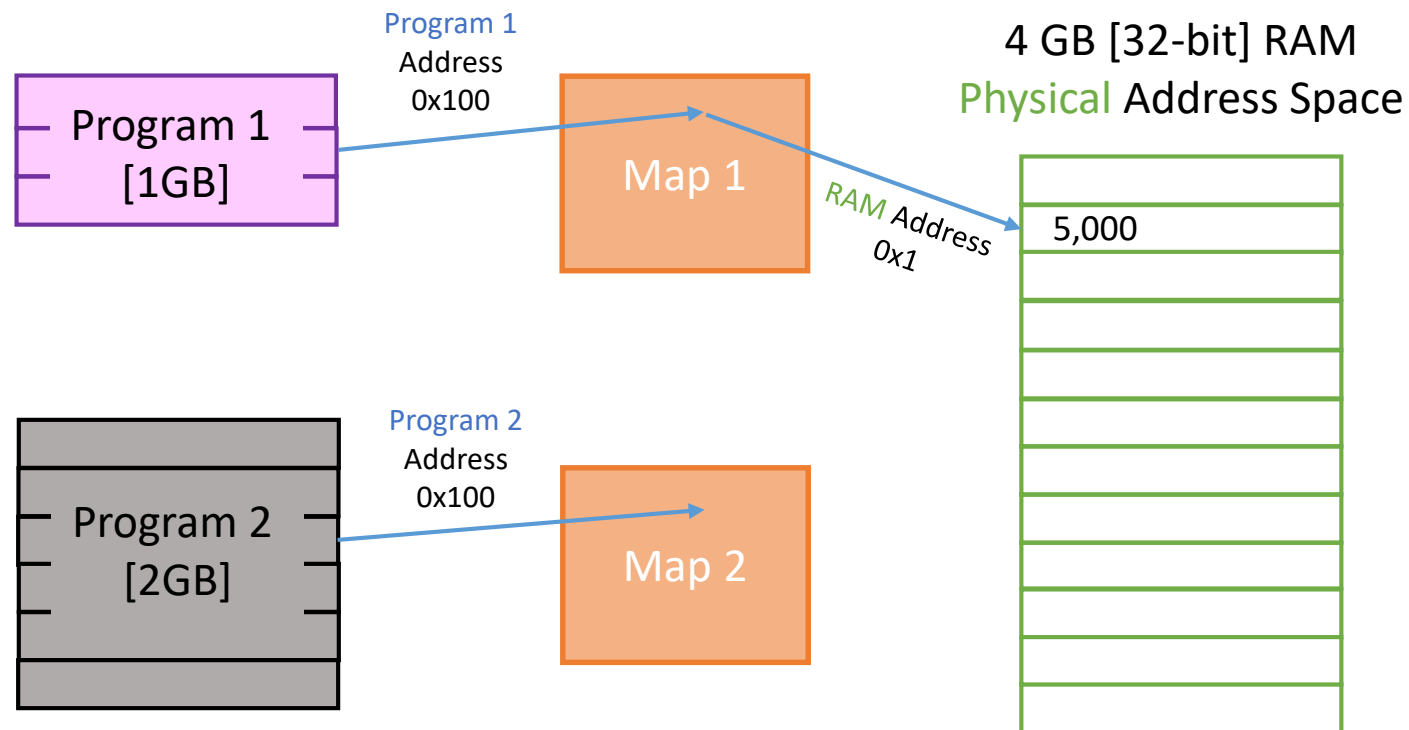 Program 1
[1GB]
Program 1
Address
0x100
Map 1
RAM Address
0x1
4 GB [32-bit] RAM
Physical Address Space
5,000
Program 2
[2GB]
Program 2
Address
0x100
Map 2